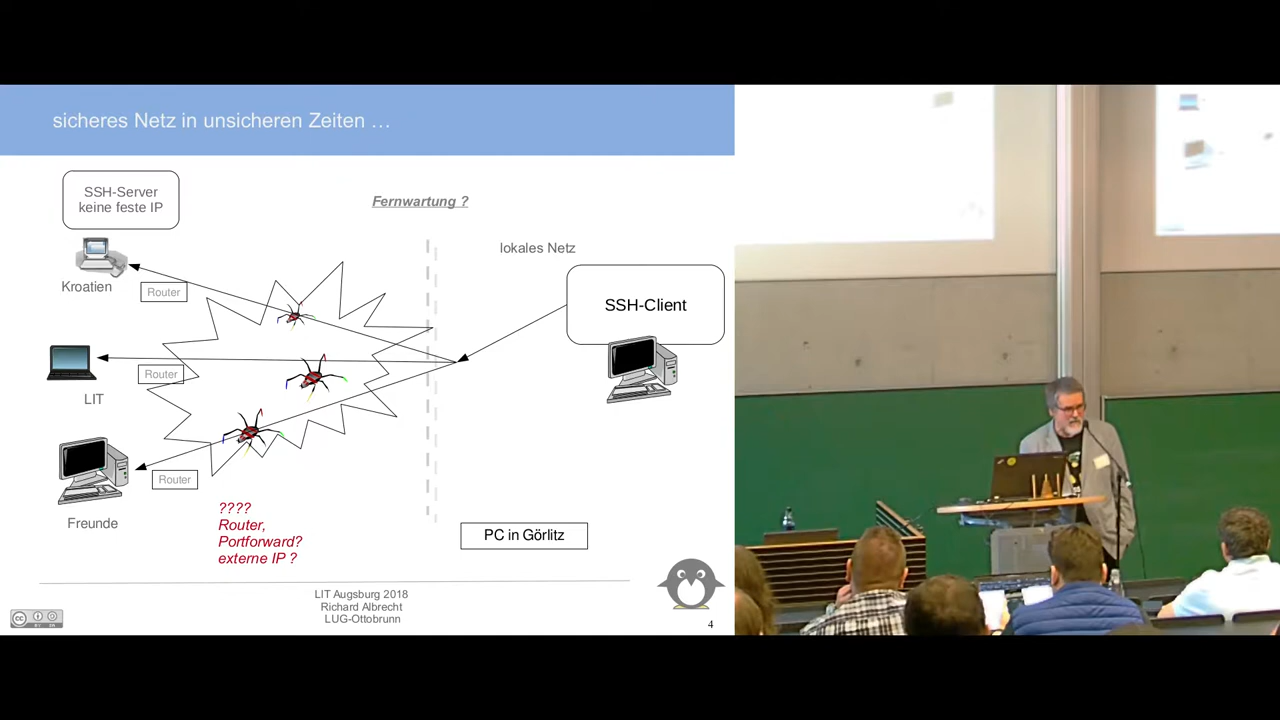 sicheres Netz in unsicheren Zeiten …
SSH-Server
keine feste IP
Fernwartung ?
lokales Netz
Kroatien
Router
SSH-Client
Router
LIT
Router
Freunde
????
Router,
Portforward?
externe IP ?
PC in Görlitz
LIT Augsburg 2018
Richard Albrecht
LUG-Ottobrunn
4